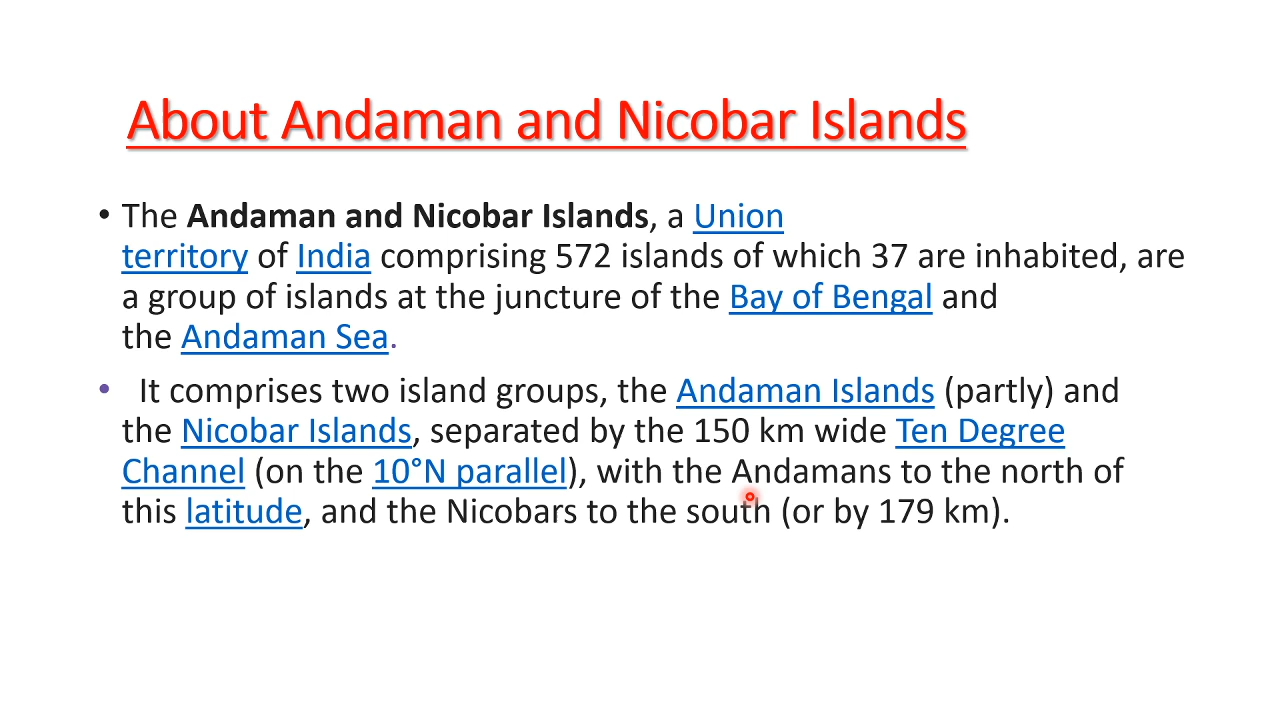 About Andaman and Nicobar Islands
• The Andaman and Nicobar Islands, a Union
territory of India comprising 572 islands of which 37 are inhabited, are
a group of islands at the juncture of the Bay of Bengal and
the Andaman Sea.
• It comprises two island groups, the Andaman Islands (partly) and
the Nicobar Islands, separated by the 150 km wide Ten Degree
Channel (on the 10°N parallel), with the Andamans to the north of
this latitude, and the Nicobars to the south (or by 179 km).